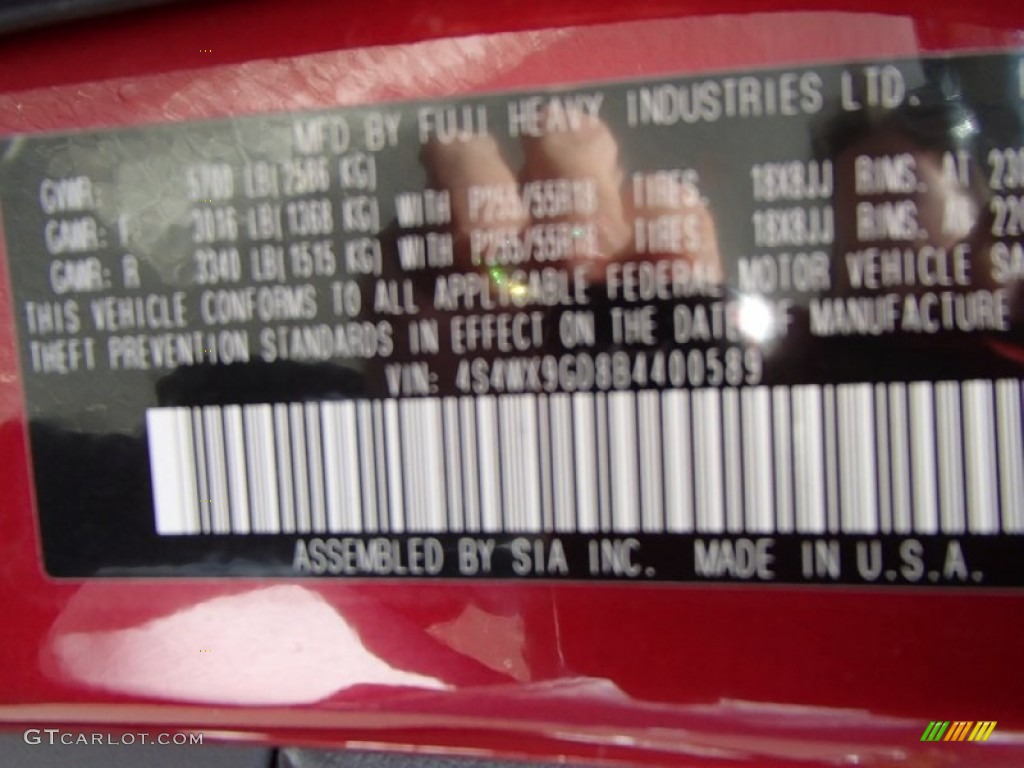 MFD BY FUJI HEAVY INDUSTRIES LTD.
GVWR: 5700 LB(2586 KG)
GAWR: F 3016 LB(1368 KG) WITH P255/55R18 TIRES. 18X8JJ RIMS. AT 230
GAWR: R 3340 LB(1515 KG) WITH P255/55R18 TIRES 18X8JJ RIMS. AT 220
THIS VEHICLE CONFORMS TO ALL APPLICABLE FEDERAL MOTOR VEHICLE SA
THEFT PREVENTION STANDARDS IN EFFECT ON THE DATE OF MANUFACTURE
VIN: 4S4WX9GD8B4400589
ASSEMBLED BY SIA INC. MADE IN U.S.A.
GTCARLOT.COM